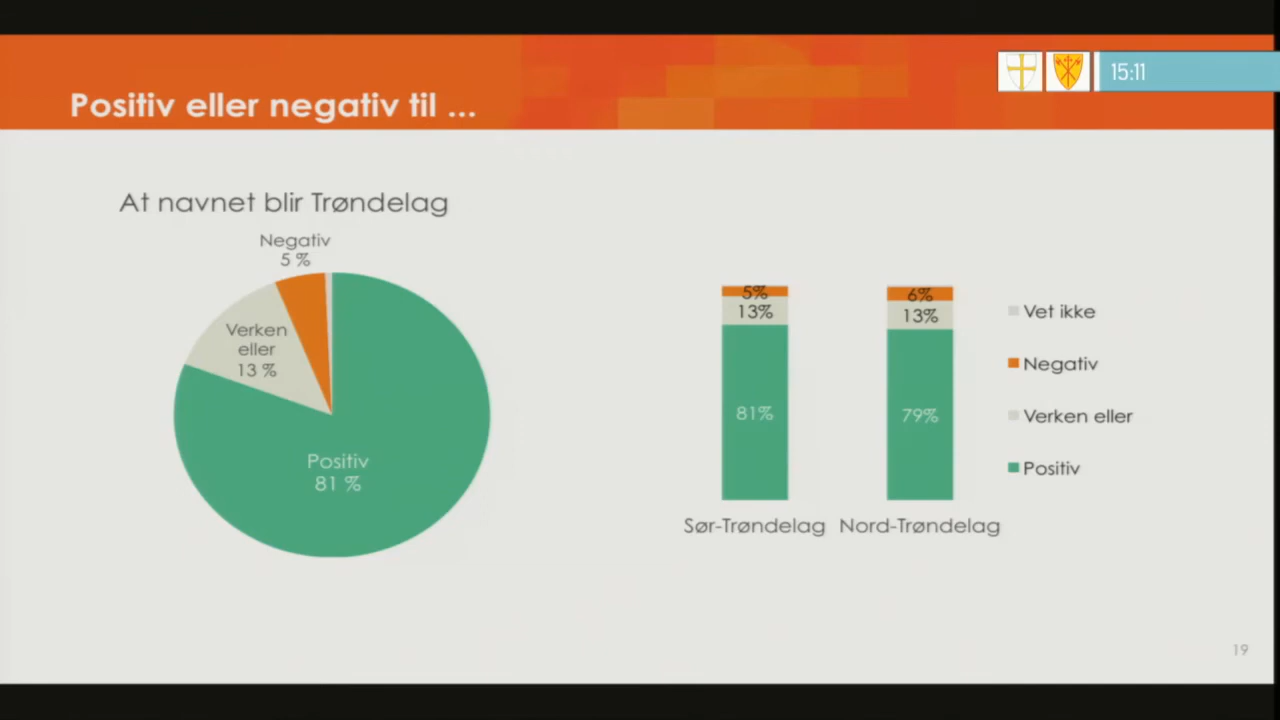 15:11
Positiv eller negativ til ...
At navnet blir Trøndelag
Negativ
5 %
Verken
eller
13 %
Positiv
81 %
5%
13%
81%
Sør-Trøndelag
6%
13%
79%
Nord-Trøndelag
Vet ikke
Negativ
Verken eller
Positiv
19